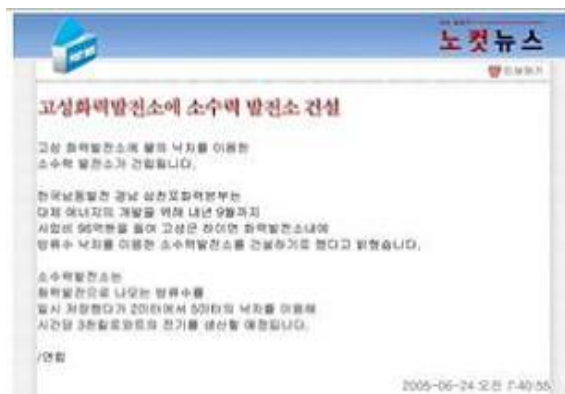 노컷뉴스
고성화력발전소에 소수력 발전소 건설
고성 화력발전소에 물의 낙차를 이용한
소수력 발전소가 건립됩니다.
한국남동발전 경남 삼천포화력본부는
대체 에너지의 개발을 위해 내년 9월까지
사업비 96억원을 들여 고성군 하이면 화력발전소내에
방류수 낙차를 이용한 소수력발전소를 건설하기로 했다고 밝혔습니다.
소수력발전소는
화력발전으로 나오는 방류수를
일시 저장했다가 2미터에서 5미터의 낙차를 이용해
시간당 3천킬로와트의 전기를 생산할 예정입니다.
/연합
2005-06-24 오전 7:40:55